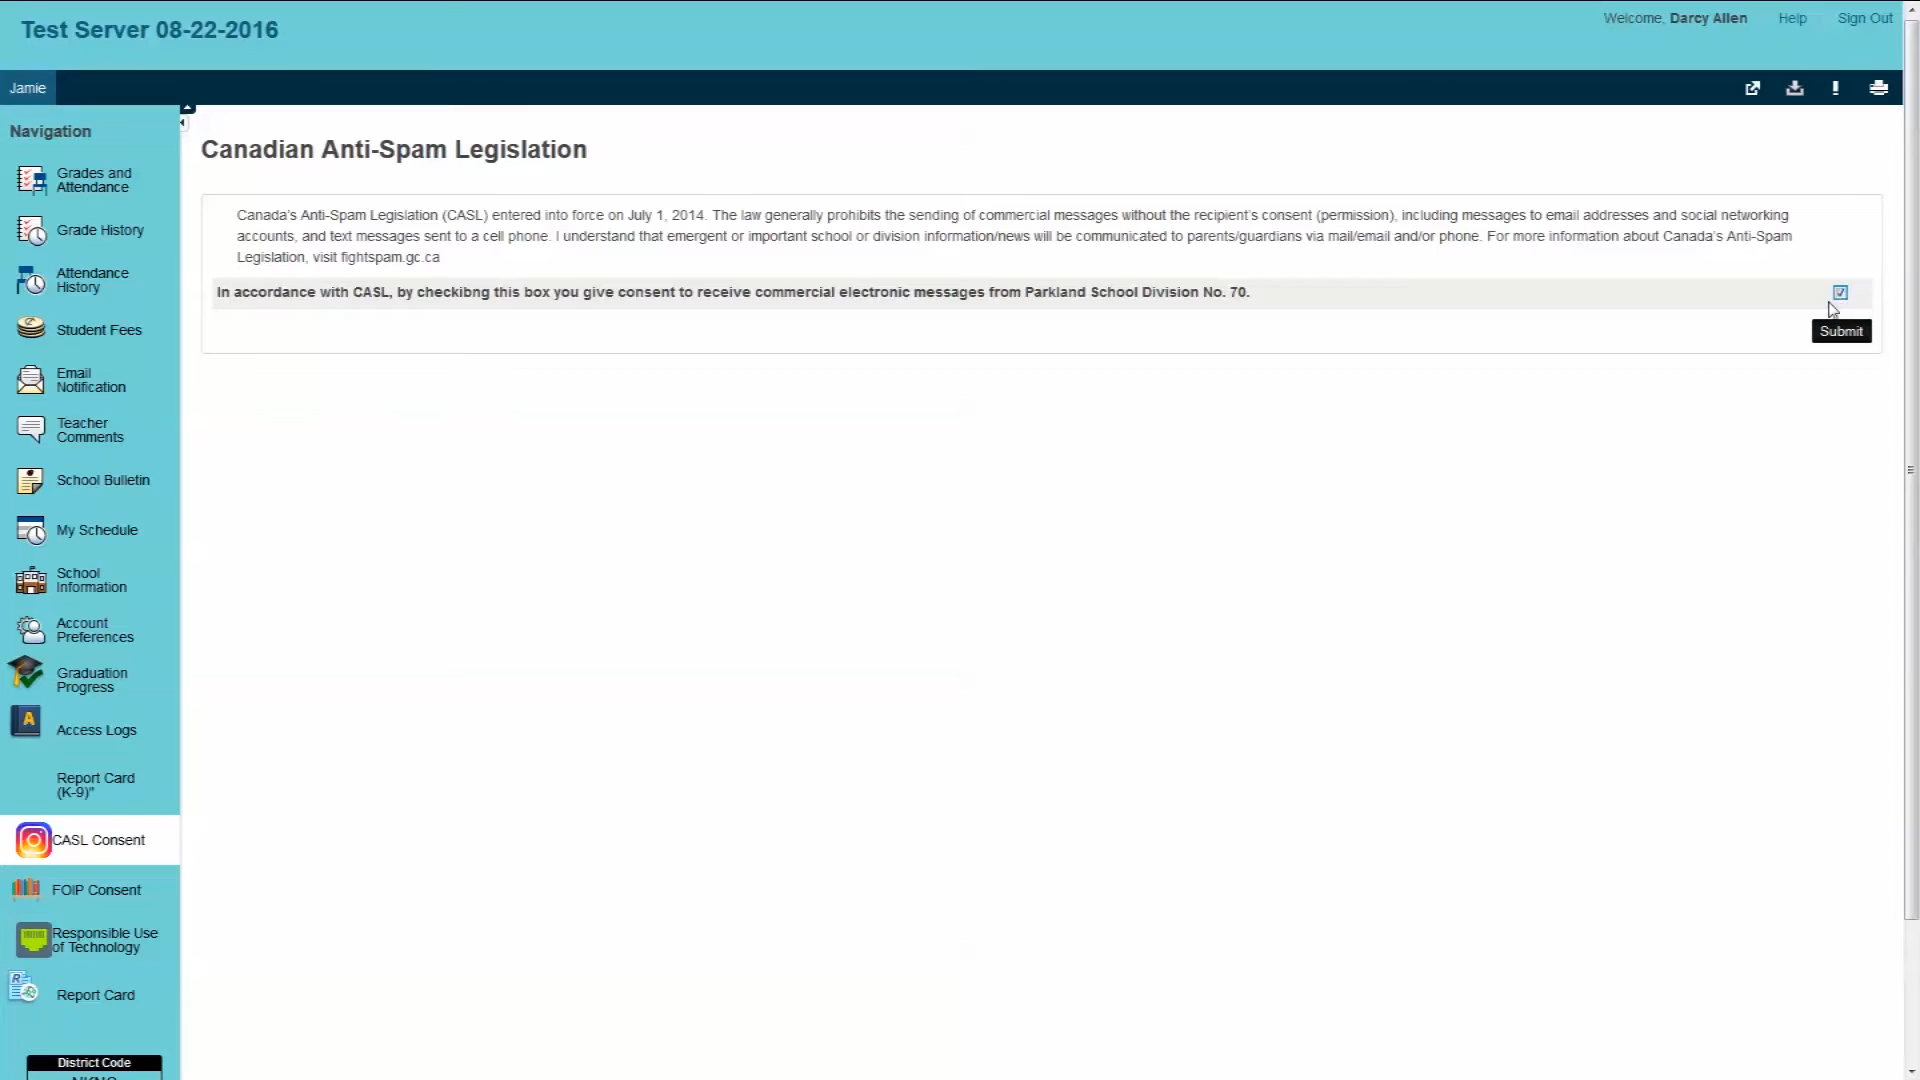 Test Server 08-22-2016
Welcome, Darcy Allen Help Sign Out
Jamie
Navigation
Grades and
Attendance
Grade History
Attendance
History
Student Fees
Email
Notification
Teacher
Comments
School Bulletin
My Schedule
School
Information
Account
Preferences
Graduation
Progress
A
Access Logs
Report Card
(K-9)"
CASL Consent
FOIP Consent
Responsible Use
of Technology
Report Card
District Code
Canadian Anti-Spam Legislation
Canada's Anti-Spam Legislation (CASL) entered into force on July 1, 2014. The law generally prohibits the sending of commercial messages without the recipient's consent (permission), including messages to email addresses and social networking
accounts, and text messages sent to a cell phone. I understand that emergent or important school or division information/news will be communicated to parents/guardians via mail/email and/or phone. For more information about Canada's Anti-Spam
Legislation, visit fightspam.gc.ca
In accordance with CASL, by checkibng this box you give consent to receive commercial electronic messages from Parkland School Division No. 70.
Submit